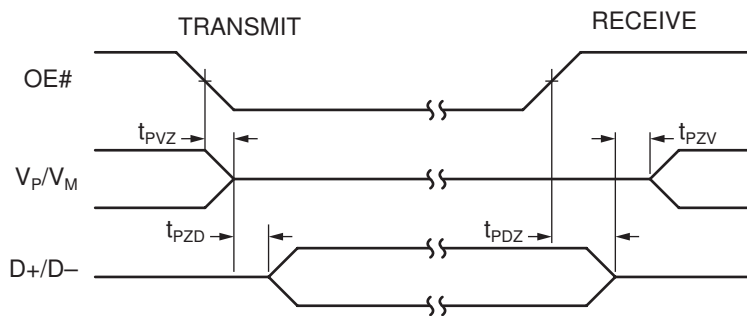 TRANSMIT
RECEIVE
OE#
tPVZ
tPZV
VP/VM
tPZD
tPDZ
D+/D–